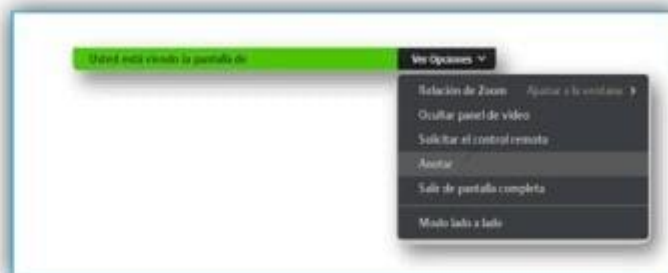 Usted está viendo la pantalla de
Ver Opciones
Relación de Zoom Ajustar a la ventana
Ocultar panel de vídeo
Solicitar el control remoto
Anotar
Salir de pantalla completa
Modo lado a lado